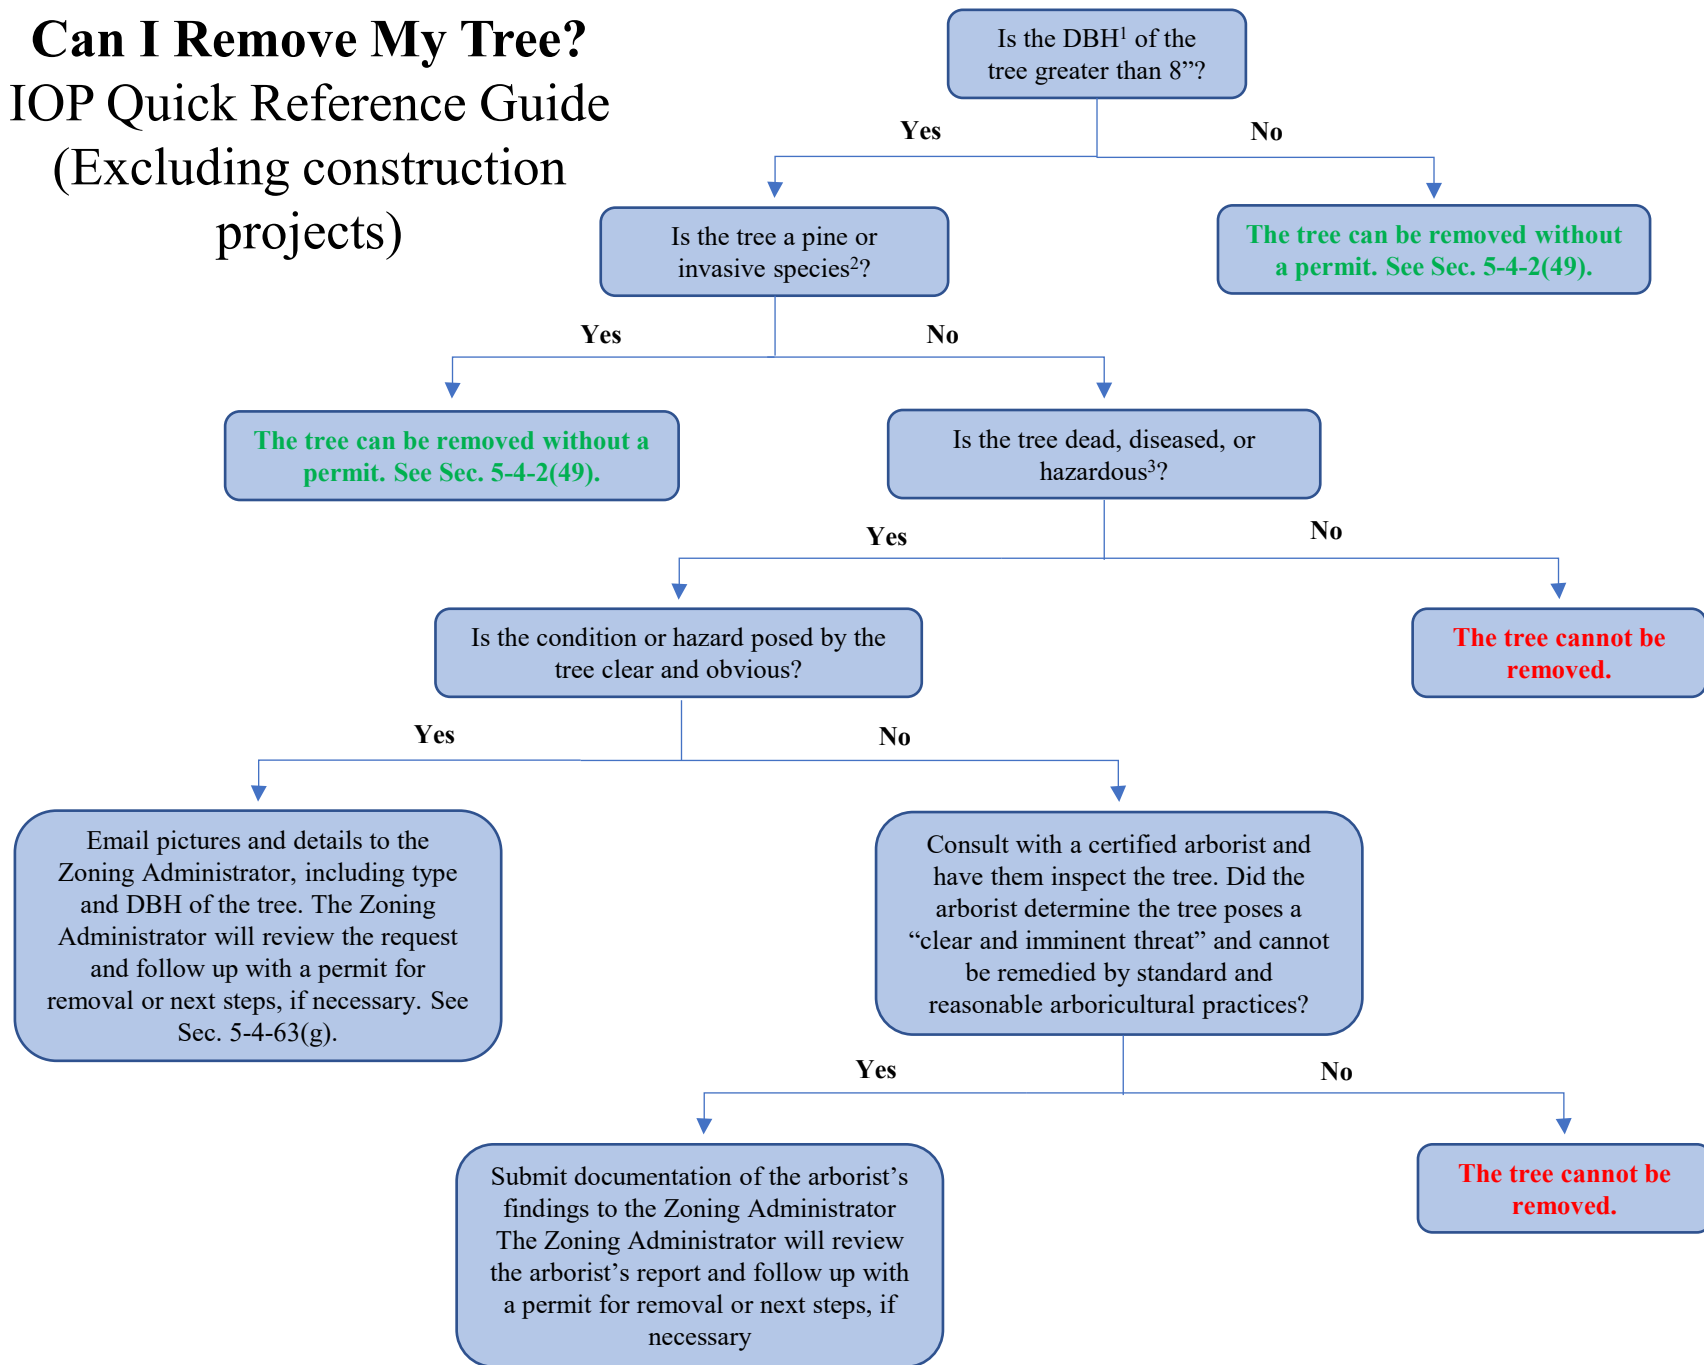 Can I Remove My Tree?
IOP Quick Reference Guide
(Excluding construction
projects)
Is the DBH¹ of the
tree greater than 8”?
Yes
No
Is the tree a pine or
invasive species²?
The tree can be removed without
a permit. See Sec. 5-4-2(49).
Yes
No
The tree can be removed without a
permit. See Sec. 5-4-2(49).
Is the tree dead, diseased, or
hazardous³?
Yes
No
Is the condition or hazard posed by the
tree clear and obvious?
The tree cannot be
removed.
Yes
No
Email pictures and details to the
Zoning Administrator, including type
and DBH of the tree. The Zoning
Administrator will review the request
and follow up with a permit for
removal or next steps, if necessary. See
Sec. 5-4-63(g).
Consult with a certified arborist and
have them inspect the tree. Did the
arborist determine the tree poses a
“clear and imminent threat” and cannot
be remedied by standard and
reasonable arboricultural practices?
Yes
No
Submit documentation of the arborist’s
findings to the Zoning Administrator
The Zoning Administrator will review
the arborist’s report and follow up with
a permit for removal or next steps, if
necessary
The tree cannot be
removed.